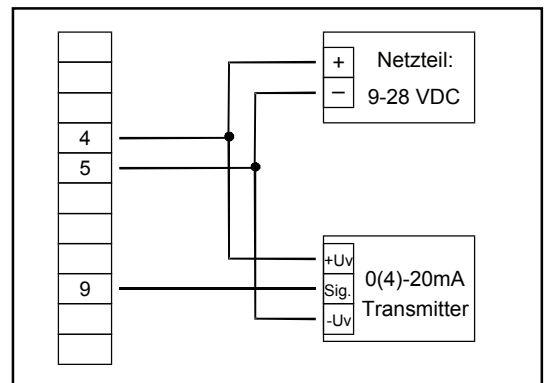 4
5
9
+
−
Netzteil:
9-28 VDC
+Uv
Sig.
-Uv
0(4)-20mA
Transmitter